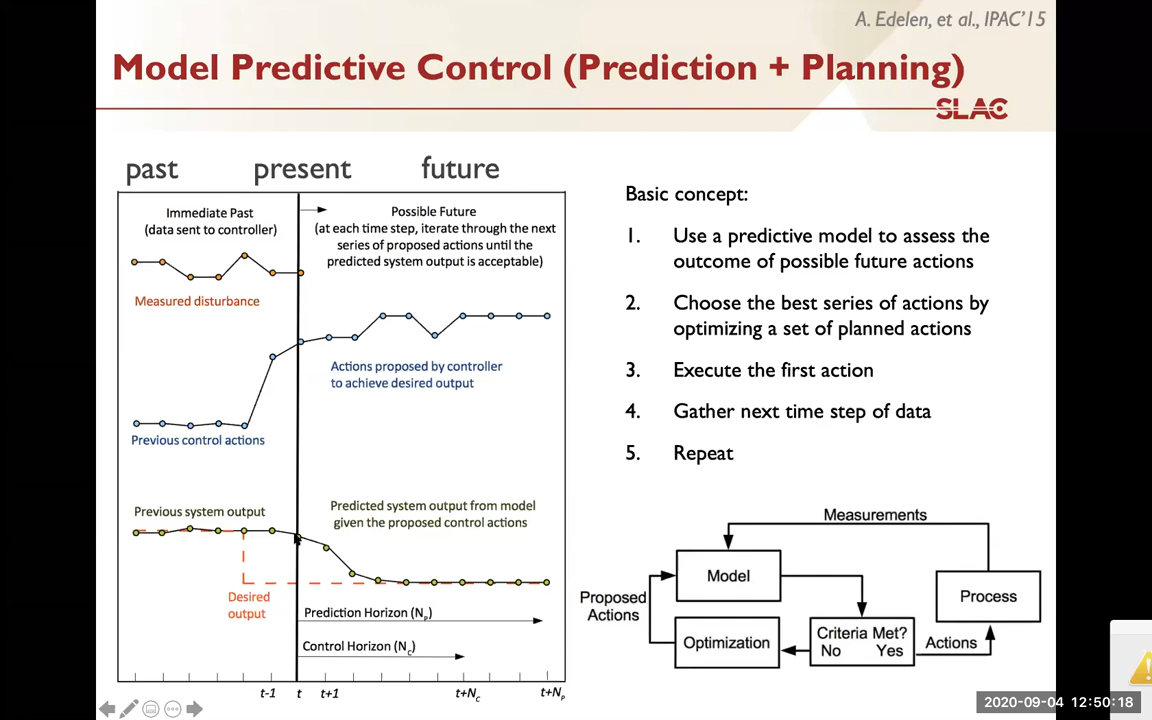 A. Edelen, et al., IPAC'15
Model Predictive Control (Prediction + Planning)
SLAC
past present future
Immediate Past
(data sent to controller)
Possible Future
(at each time step, iterate through the next
series of proposed actions until the
predicted system output is acceptable)
Measured disturbance
Actions proposed by controller
to achieve desired output
Previous control actions
Previous system output
Predicted system output from model
given the proposed control actions
Desired
output
Prediction Horizon (Np)
Control Horizon (Nc)
t-1 t t+1 t+Nc t+Np
Basic concept:
1. Use a predictive model to assess the
outcome of possible future actions
2. Choose the best series of actions by
optimizing a set of planned actions
3. Execute the first action
4. Gather next time step of data
5. Repeat
Measurements
Model
Proposed
Actions
Optimization
Criteria Met?
No Yes
Actions
Process
2020-09-04 12:50:18